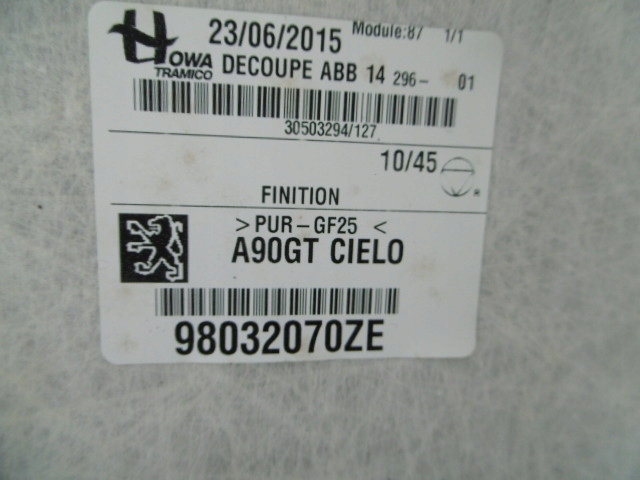 HOWA
TRAMICO
23/06/2015 Module:87 1/1
DECOUPE ABB 14 296- 01
30503294/127
10/45
FINITION
>PUR-GF25 <
A90GT CIELO
98032070ZE